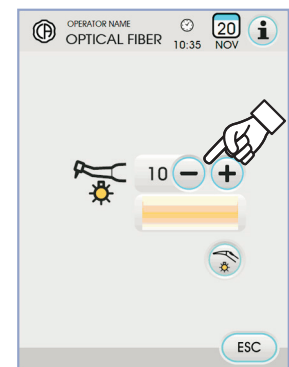 OPERATOR NAME
OPTICAL FIBER
10:35
20
NOV
i
10
ESC